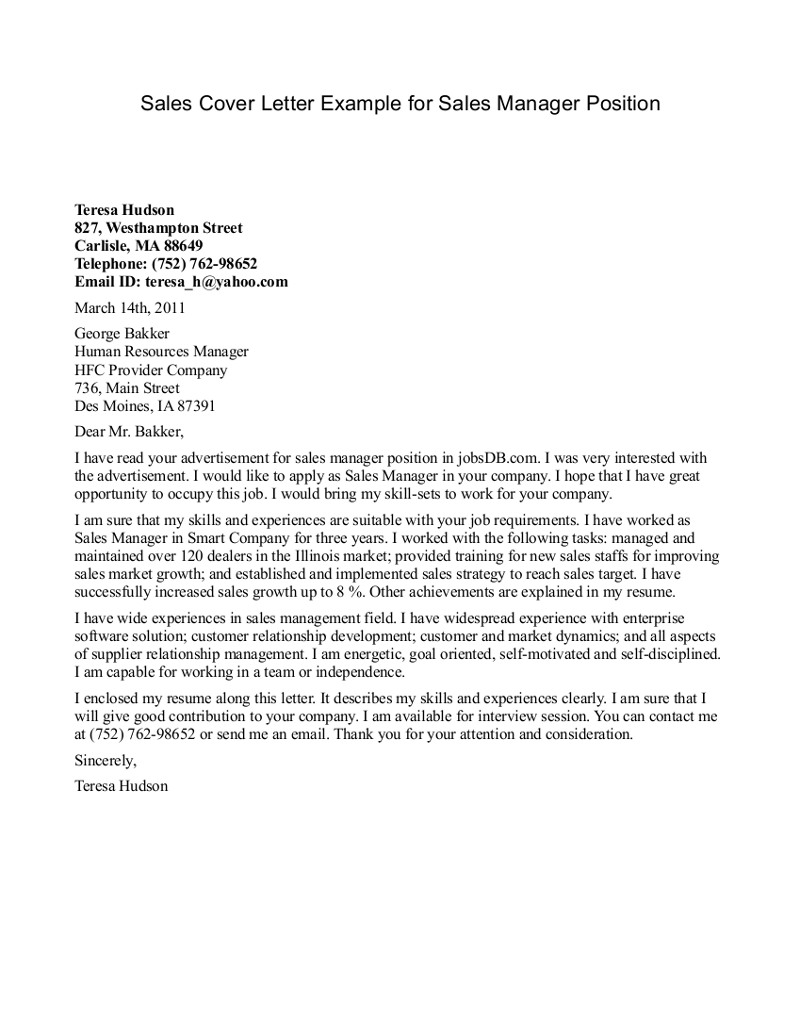 Sales Cover Letter Example for Sales Manager Position
Teresa Hudson
827, Westhampton Street
Carlisle, MA 88649
Telephone: (752) 762-98652
Email ID: teresa_h@yahoo.com
March 14th, 2011
George Bakker
Human Resources Manager
HFC Provider Company
736, Main Street
Des Moines, IA 87391
Dear Mr. Bakker,
I have read your advertisement for sales manager position in jobsDB.com. I was very interested with
the advertisement. I would like to apply as Sales Manager in your company. I hope that I have great
opportunity to occupy this job. I would bring my skill-sets to work for your company.
I am sure that my skills and experiences are suitable with your job requirements. I have worked as
Sales Manager in Smart Company for three years. I worked with the following tasks: managed and
maintained over 120 dealers in the Illinois market; provided training for new sales staffs for improving
sales market growth; and established and implemented sales strategy to reach sales target. I have
successfully increased sales growth up to 8 %. Other achievements are explained in my resume.
I have wide experiences in sales management field. I have widespread experience with enterprise
software solution; customer relationship development; customer and market dynamics; and all aspects
of supplier relationship management. I am energetic, goal oriented, self-motivated and self-disciplined.
I am capable for working in a team or independence.
I enclosed my resume along this letter. It describes my skills and experiences clearly. I am sure that I
will give good contribution to your company. I am available for interview session. You can contact me
at (752) 762-98652 or send me an email. Thank you for your attention and consideration.
Sincerely,
Teresa Hudson